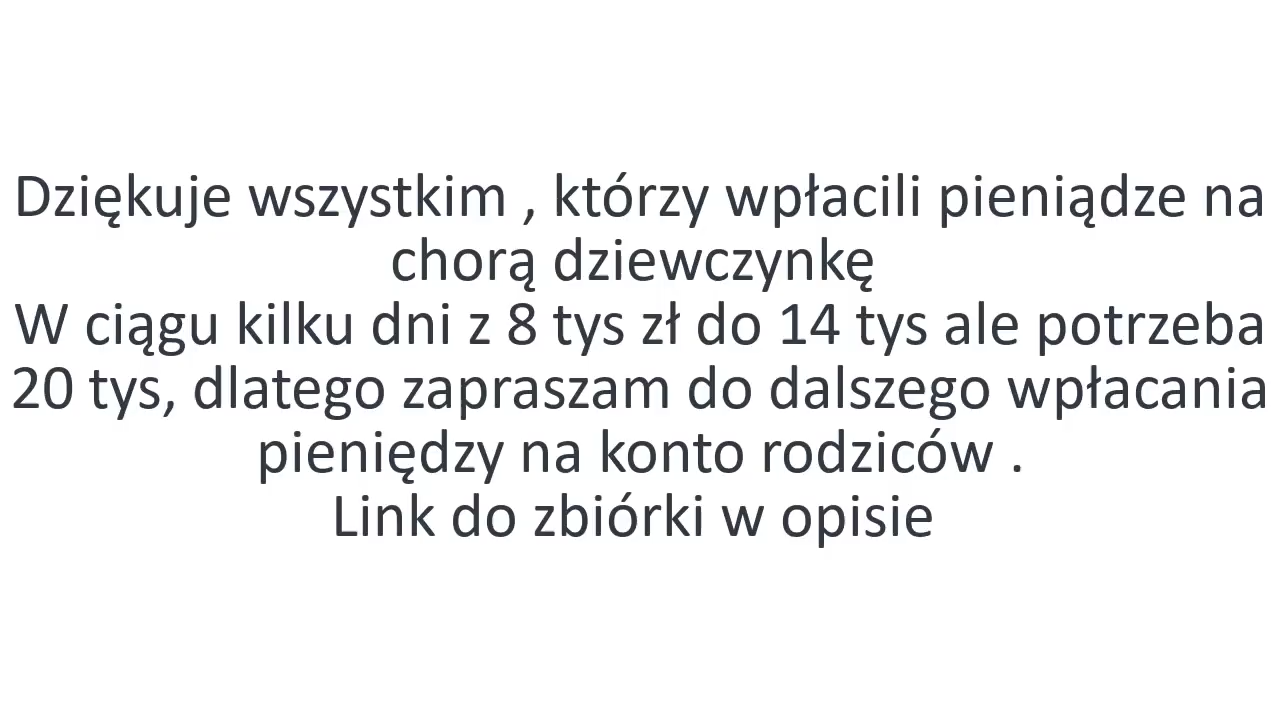 Dziękuje wszystkim , którzy wpłacili pieniądze na
chorą dziewczynkę
W ciągu kilku dni z 8 tys zł do 14 tys ale potrzeba
20 tys, dlatego zapraszam do dalszego wpłacania
pieniędzy na konto rodziców .
Link do zbiórki w opisie